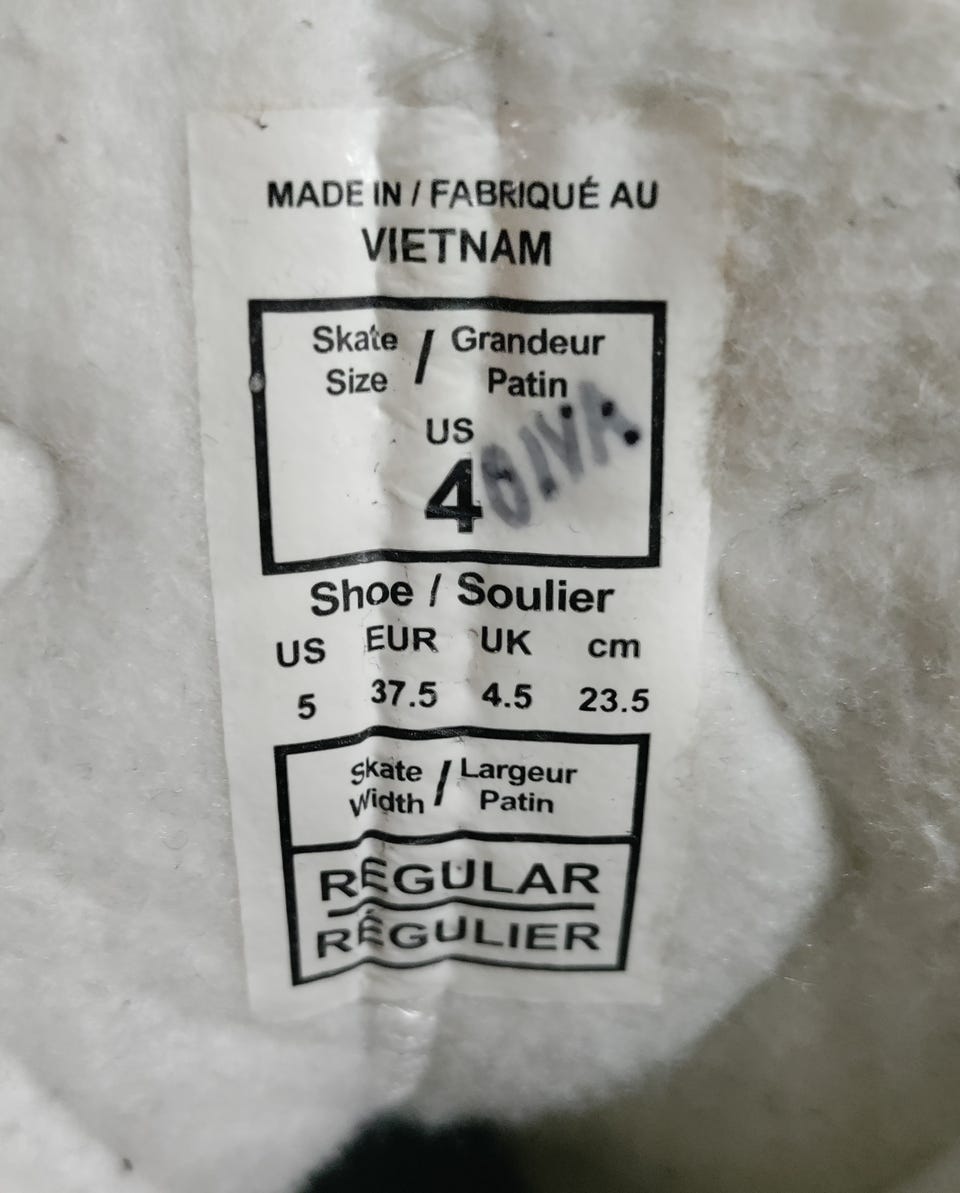 MADE IN / FABRIQUÉ AU
VIETNAM
Skate Size / Grandeur Patin
US
4
Shoe / Soulier
US EUR UK cm
5 37.5 4.5 23.5
Skate Width / Largeur Patin
REGULAR
RÉGULIER